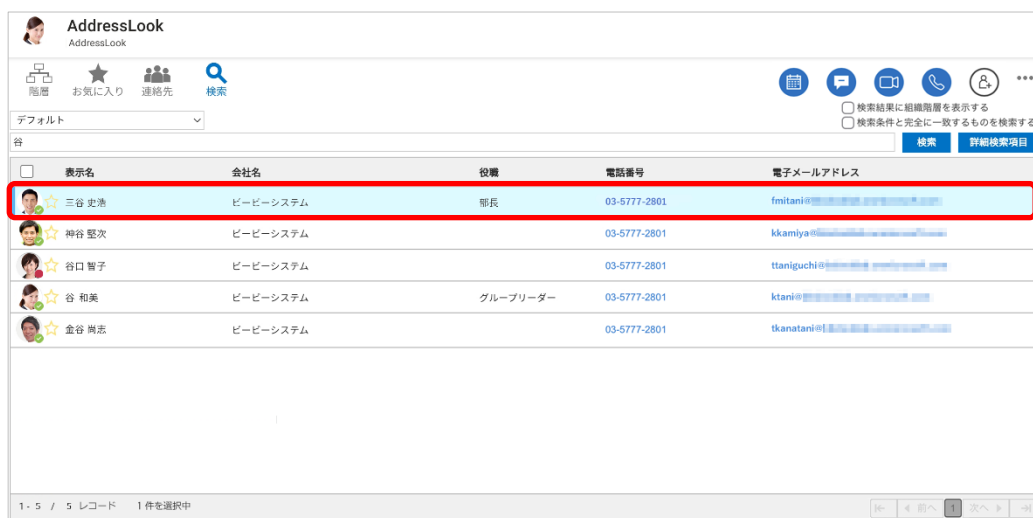 AddressLook
AddressLook
階層 お気に入り 連絡先 検索
検索結果に組織階層を表示する
デフォルト
検索条件と完全に一致するものを検索する
谷
検索 詳細検索項目
表示名 会社名 役職 電話番号 電子メールアドレス
三谷 史浩 ビービーシステム 部長 03-5777-2801 fmitani@
神谷 堅次 ビービーシステム 03-5777-2801 kkamiya@
谷口 智子 ビービーシステム 03-5777-2801 ttaniguchi@
谷 和美 ビービーシステム グループリーダー 03-5777-2801 ktani@
金谷 尚志 ビービーシステム 03-5777-2801 tkanatani@
1 - 5 / 5 レコード 1 件を選択中
前へ 1 次へ